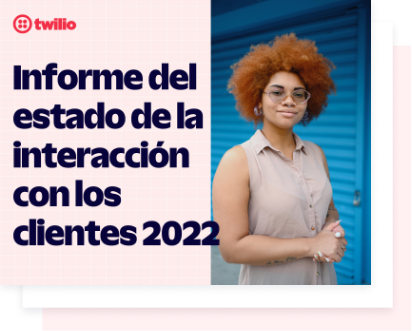 twilio
Informe del
estado de la
interacción
con los
clientes 2022